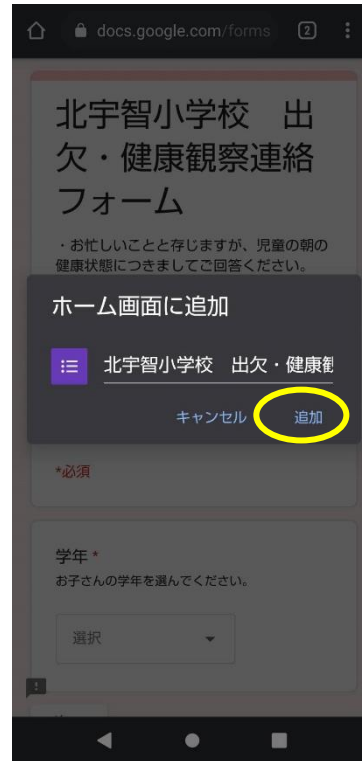 docs.google.com/forms 2
北宇智小学校　出
欠・健康観察連絡
フォーム
・お忙しいことと存じますが、児童の朝の
健康状態につきましてご回答ください。
ホーム画面に追加
北宇智小学校　出欠・健康
キャンセル 追加
*必須
学年 *
お子さんの学年を選んでください。
選択